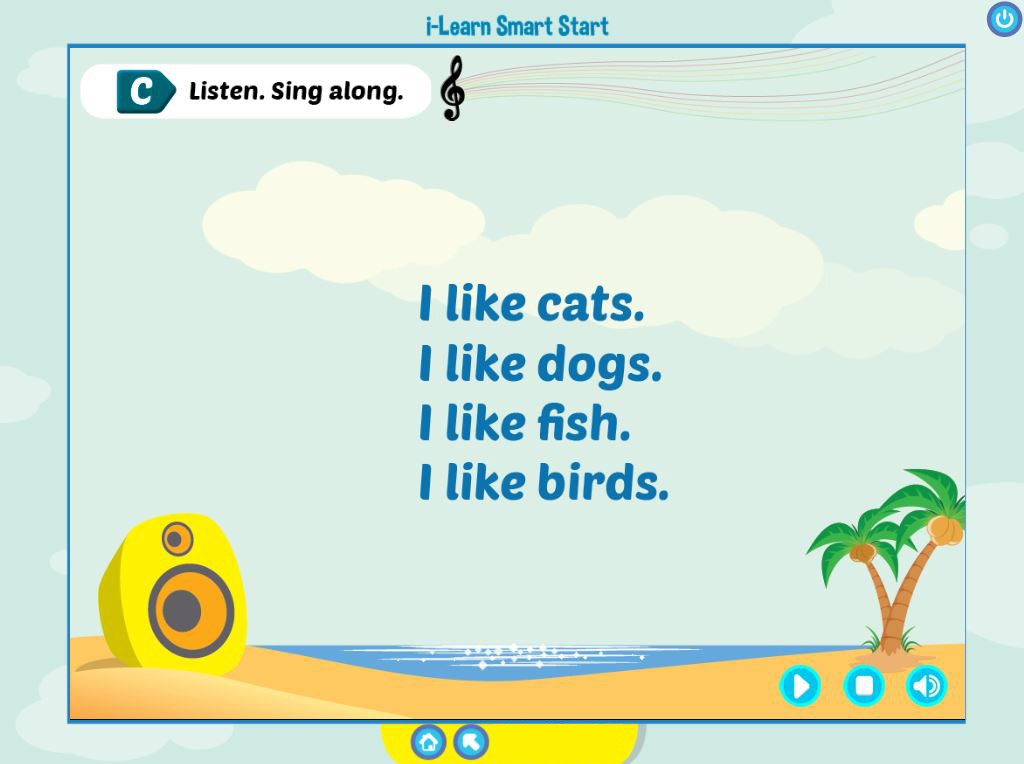 i-Learn Smart Start
C Listen. Sing along.
I like cats.
I like dogs.
I like fish.
I like birds.